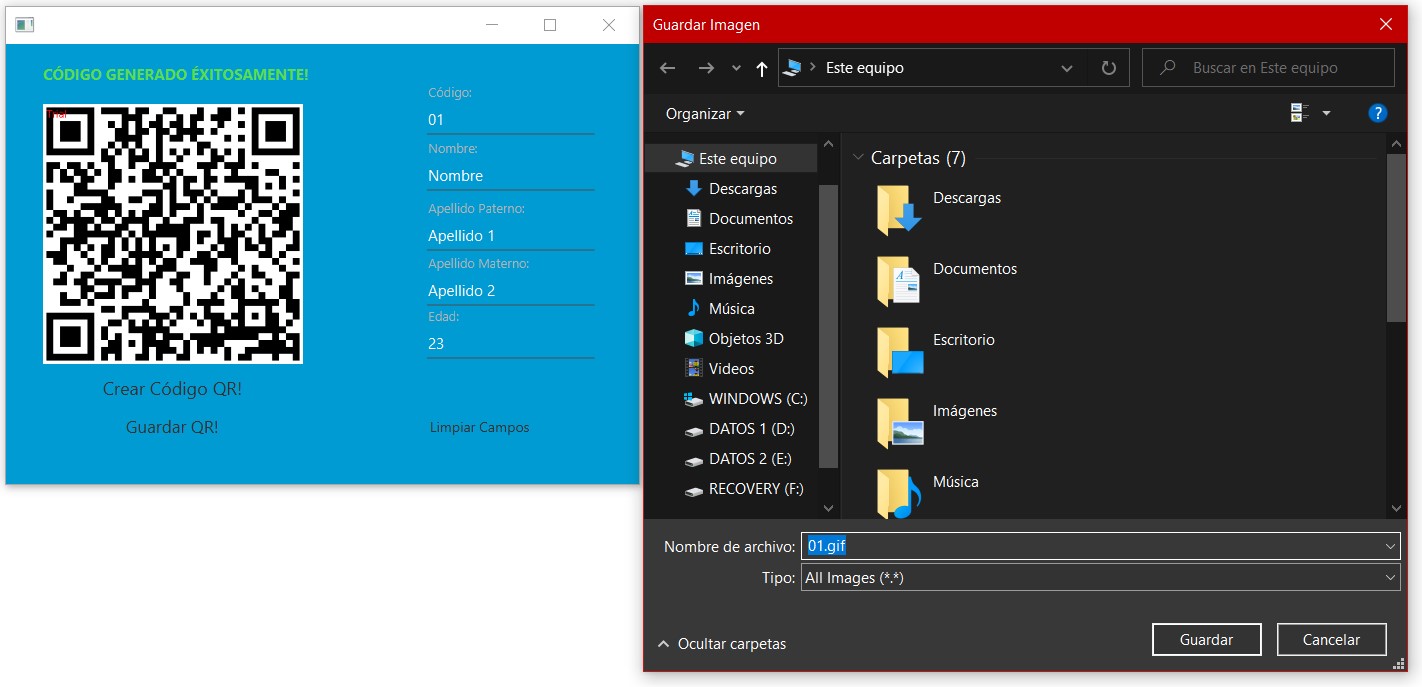 CÓDIGO GENERADO ÉXITOSAMENTE!
Trial
Código:
01
Nombre:
Nombre
Apellido Paterno:
Apellido 1
Apellido Materno:
Apellido 2
Edad:
23
Crear Código QR!
Guardar QR!
Limpiar Campos
Guardar Imagen
Este equipo
Buscar en Este equipo
Organizar
?
Este equipo
Descargas
Documentos
Escritorio
Imágenes
Música
Objetos 3D
Videos
WINDOWS (C:)
DATOS 1 (D:)
DATOS 2 (E:)
RECOVERY (F:)
Carpetas (7)
Descargas
Documentos
Escritorio
Imágenes
Música
Nombre de archivo: 01.gif
Tipo: All Images (*.*)
Ocultar carpetas
Guardar
Cancelar